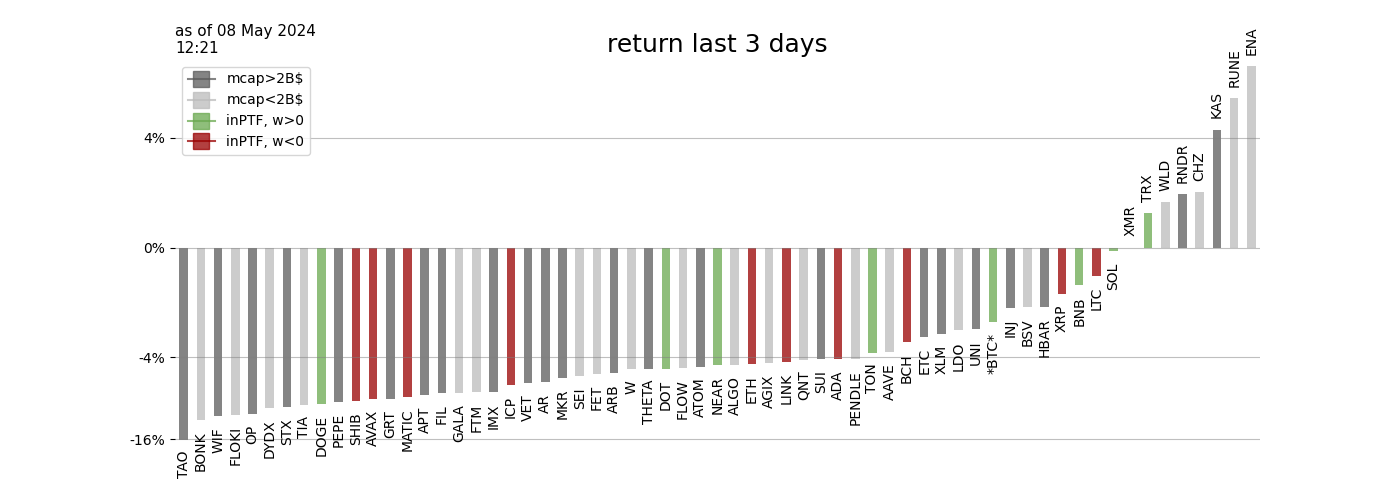 as of 08 May 2024
12:21
return last 3 days
mcap>2B$
mcap<2B$
inPTF, w>0
inPTF, w<0
4%
0%
-4%
-16%
TAO
BONK
WIF
FLOKI
OP
DYDX
STX
TIA
DOGE
PEPE
SHIB
AVAX
GRT
MATIC
APT
FIL
GALA
FTM
IMX
ICP
VET
AR
MKR
SEI
FET
ARB
W
THETA
DOT
FLOW
ATOM
NEAR
ALGO
ETH
AGIX
LINK
QNT
SUI
ADA
PENDLE
TON
AAVE
BCH
ETC
XLM
LDO
UNI
*BTC*
INJ
BSV
HBAR
XRP
BNB
LTC
SOL
XMR
TRX
WLD
RNDR
CHZ
KAS
RUNE
ENA